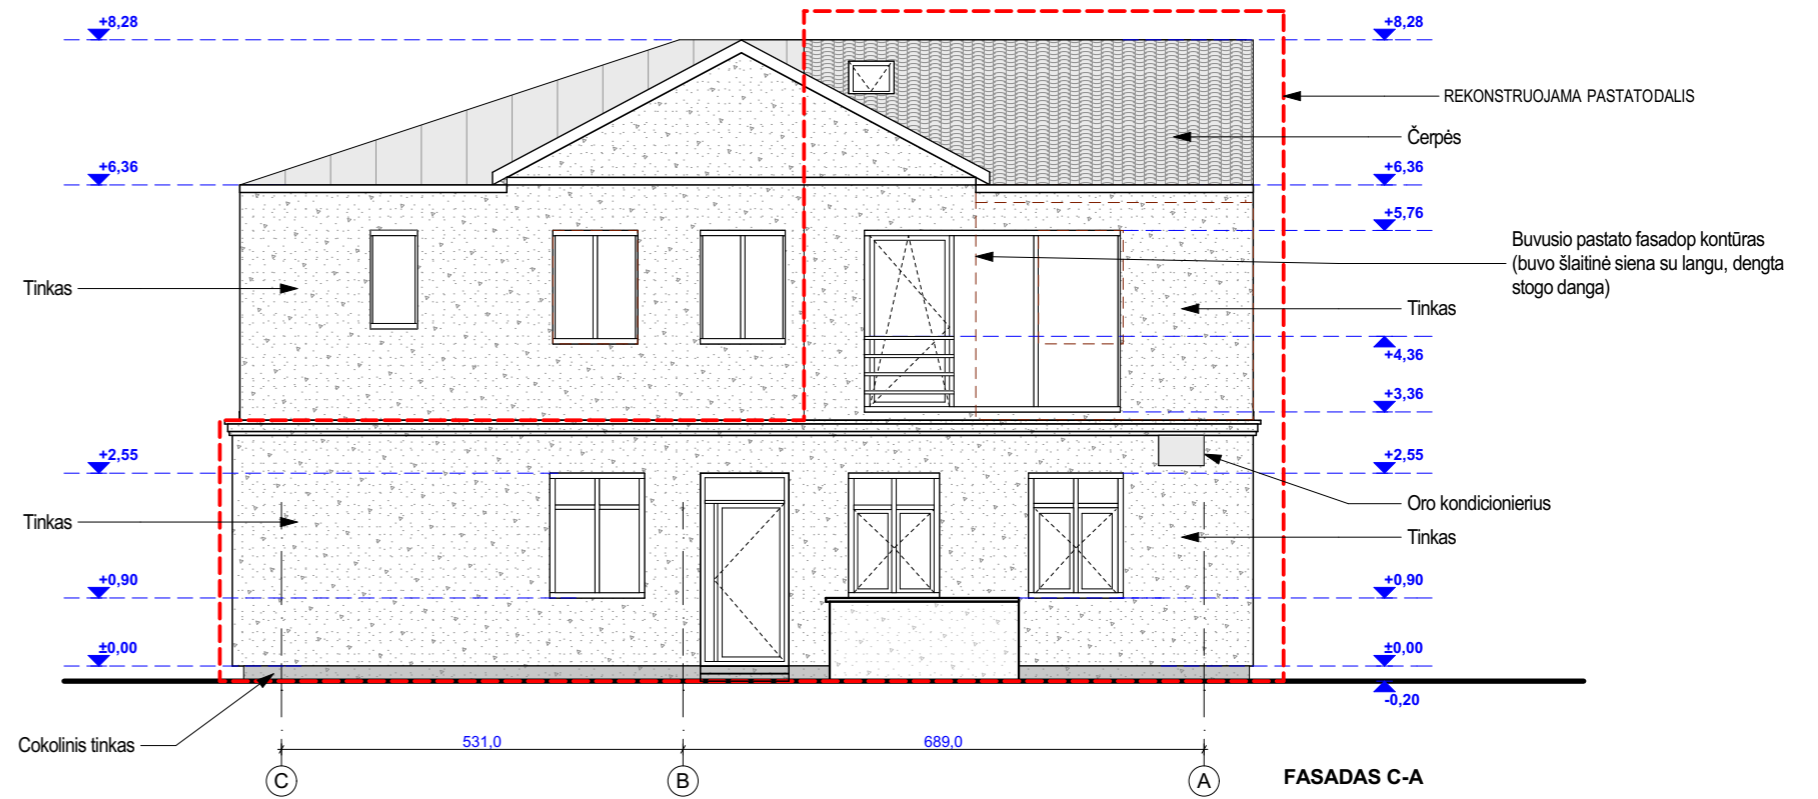 +8,28
+8,28
REKONSTRUOJAMA PASTATODALIS
Čerpės
+6,36
+6,36
+5,76
Buvusio pastato fasadop kontūras
(buvo šlaitinė siena su langu, dengta
stogo danga)
Tinkas
Tinkas
+4,36
+3,36
+2,55
+2,55
Oro kondicionierius
Tinkas
Tinkas
+0,90
+0,90
±0,00
±0,00
-0,20
Cokolinis tinkas
531,0
689,0
C
B
A
FASADAS C-A